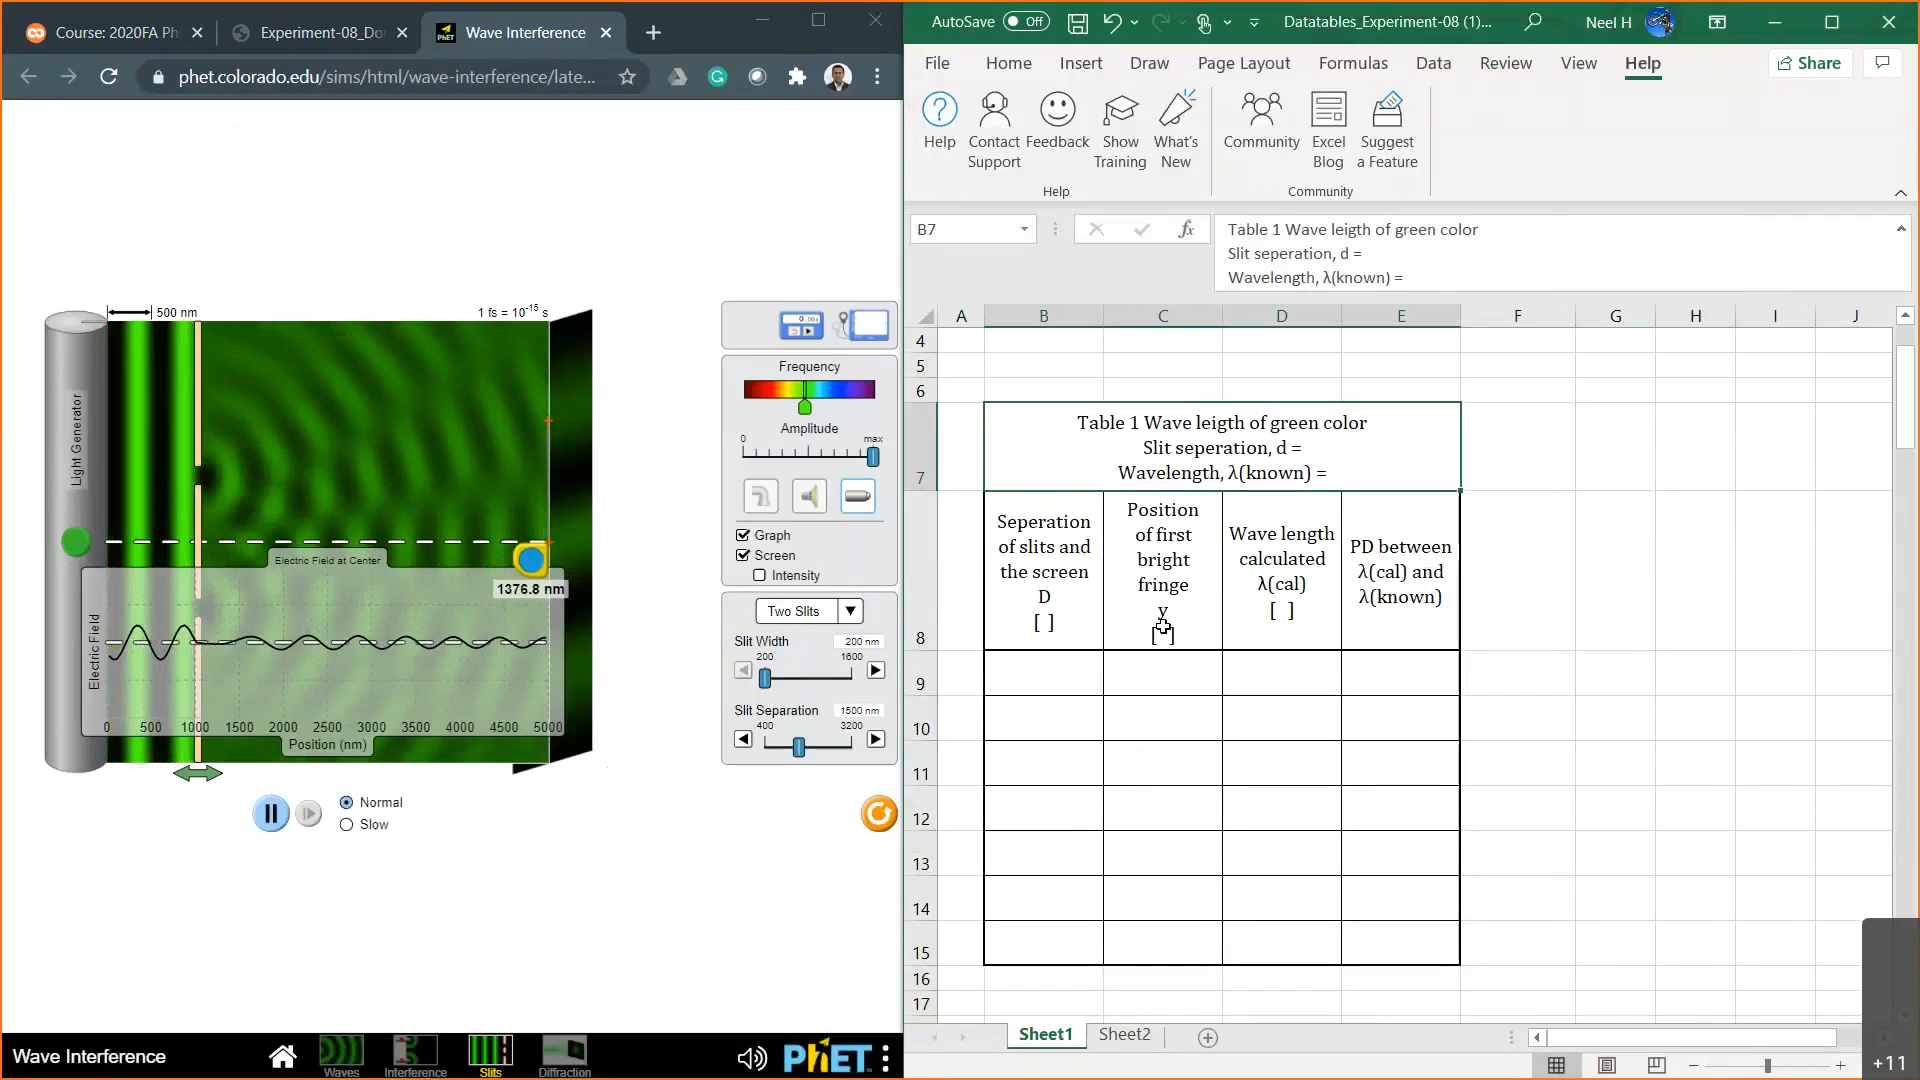 Course: 2020FA Ph
Experiment-08_Do
Wave Interference
phet.colorado.edu/sims/html/wave-interference/late...
500 nm
1 fs = 10-15 s
Light Generator
Electric Field at Center
1376.8 nm
Electric Field
0 500 1000 1500 2000 2500 3000 3500 4000 4500 5000
Position (nm)
Normal
Slow
Frequency
Amplitude
0 max
Graph
Screen
Intensity
Two Slits
Slit Width 200 nm
200 1600
Slit Separation 1500 nm
400 3200
Wave Interference
Waves
Interference
Slits
Diffraction
PhET
AutoSave Off
Datatables_Experiment-08 (1)...
Neel H
File Home Insert Draw Page Layout Formulas Data Review View Help
Share
Help
Contact Support
Feedback
Show Training
What's New
Community
Excel Blog
Suggest a Feature
Help
Community
B7
fx
Table 1 Wave leigth of green color
Slit seperation, d =
Wavelength, λ(known) =
A B C D E F G H I J
4
5
6
7
Table 1 Wave leigth of green color
Slit seperation, d =
Wavelength, λ(known) =
8
Seperation
of slits and
the screen
D
[ ]
Position
of first
bright
fringe
y
[ ]
Wave length
calculated
λ(cal)
[ ]
PD between
λ(cal) and
λ(known)
9
10
11
12
13
14
15
16
17
Sheet1
Sheet2
+11